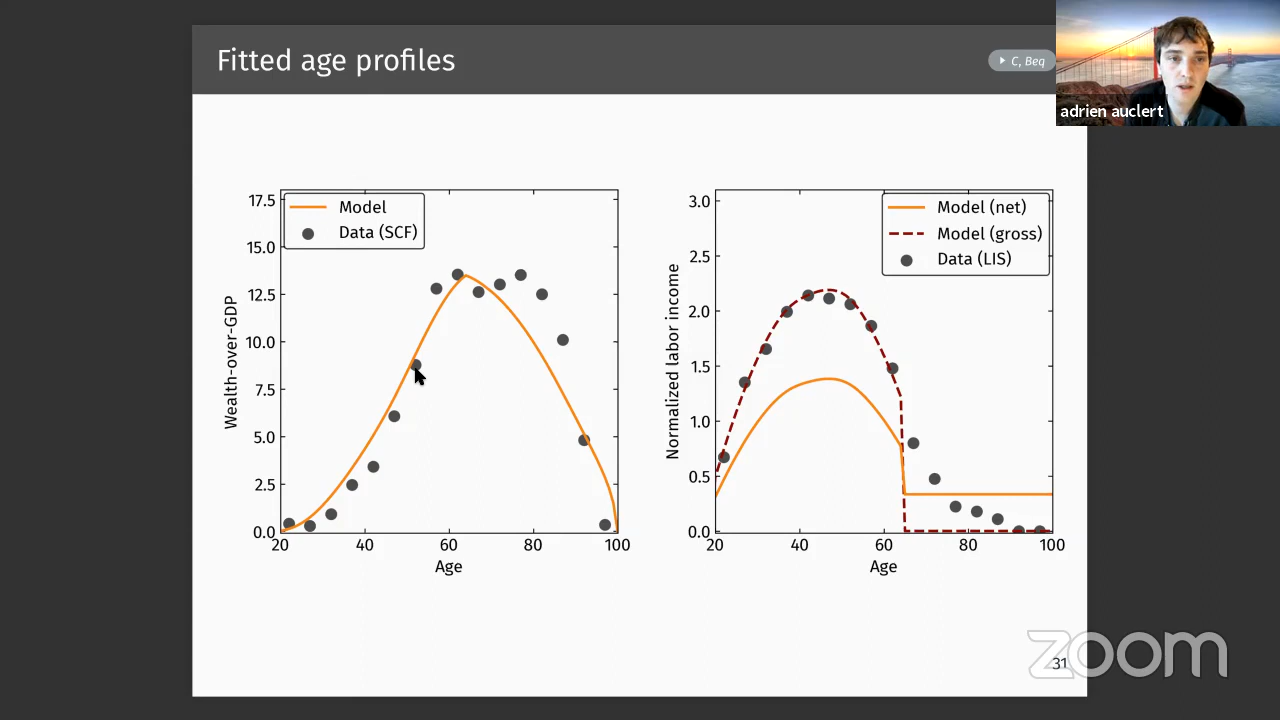 Fitted age profiles
C, Beq
adrien auclert
Model
Data (SCF)
17.5
15.0
12.5
10.0
7.5
5.0
2.5
0.0
Wealth-over-GDP
20 40 60 80 100
Age
Model (net)
Model (gross)
Data (LIS)
3.0
2.5
2.0
1.5
1.0
0.5
0.0
Normalized labor income
20 40 60 80 100
Age
31
zoom